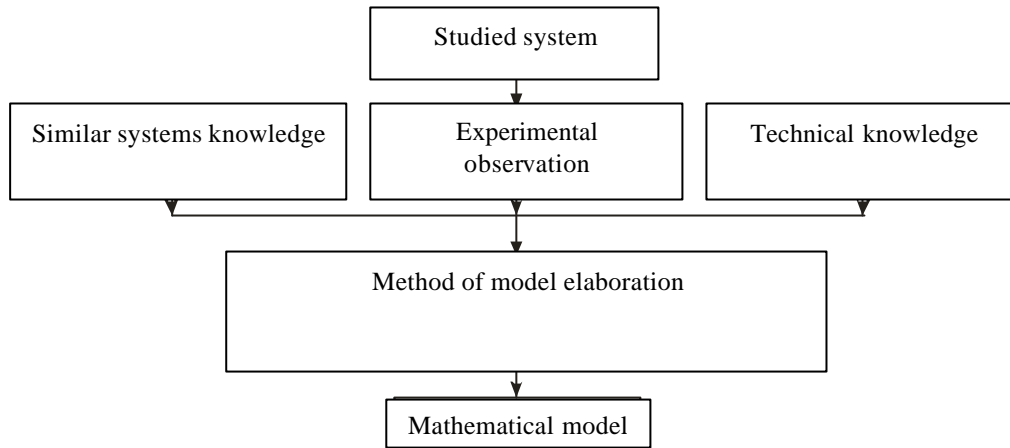 Studied system
Similar systems knowledge
Experimental
observation
Technical knowledge
Method of model elaboration
Mathematical model